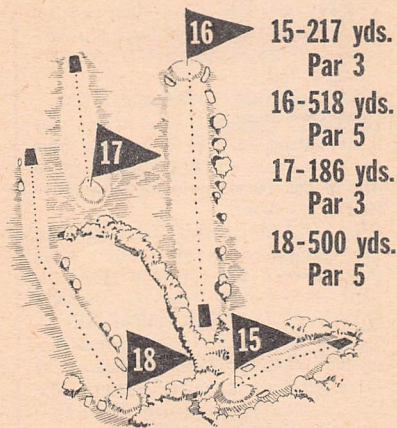 16
15-217 yds.
Par 3
16-518 yds.
Par 5
17-186 yds.
Par 3
18-500 yds.
Par 5
17
18
15